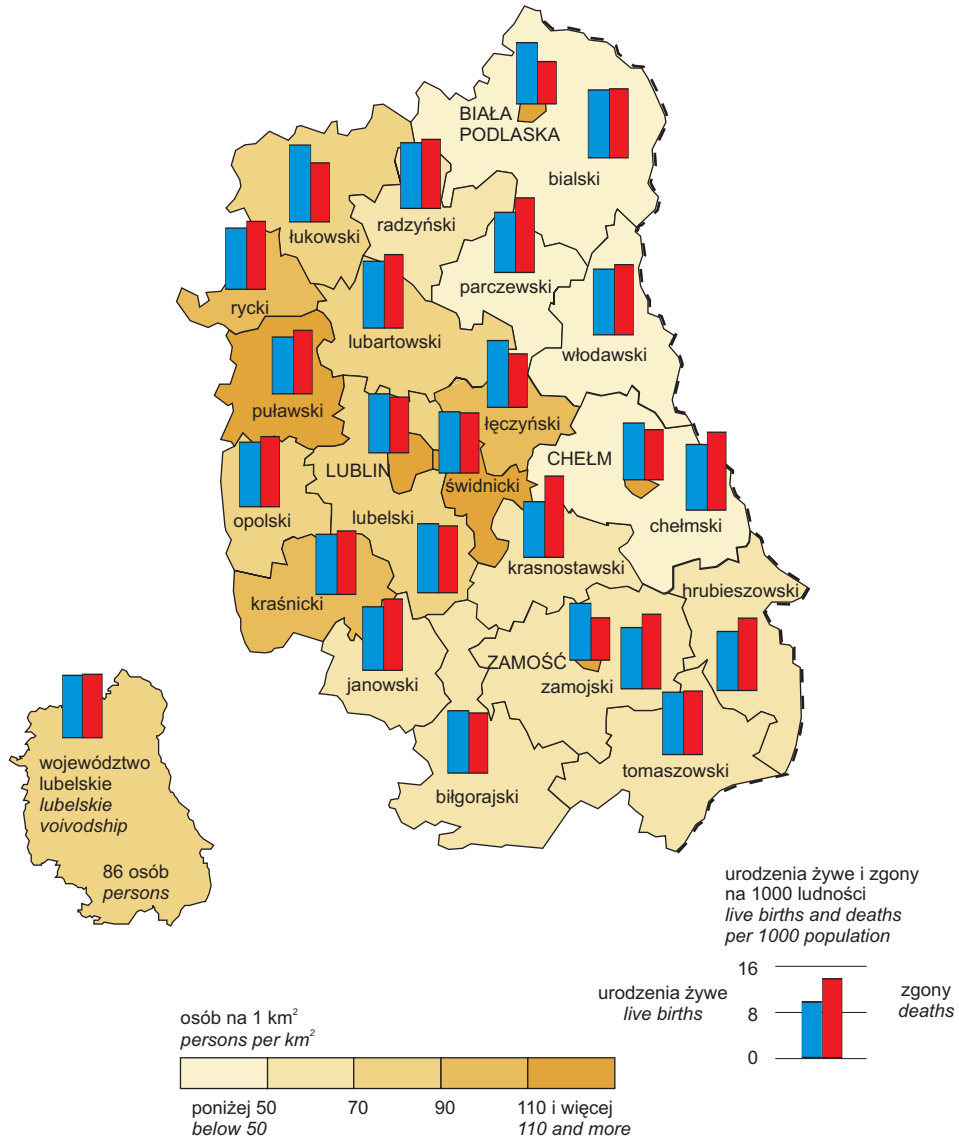 BIAŁA
PODLASKA
bialski
łukowski
radzyński
parczewski
rycki
lubartowski
włodawski
puławski
łęczyński
LUBLIN
świdnicki
CHEŁM
opolski
lubelski
chełmski
krasnostawski
kraśnicki
hrubieszowski
janowski
ZAMOŚĆ
zamojski
tomaszowski
biłgorajski
województwo
lubelskie
lubelskie
voivodship
86 osób
persons
urodzenia żywe i zgony
na 1000 ludności
live births and deaths
per 1000 population
16
8
0
urodzenia żywe
live births
zgony
deaths
osób na 1 km²
persons per km²
poniżej 50 70 90 110 i więcej
below 50 110 and more